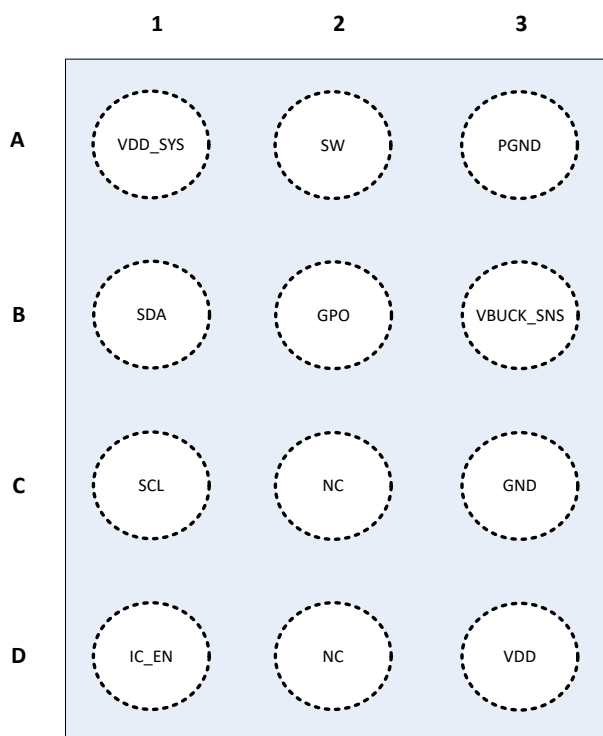 1 2 3
A VDD_SYS SW PGND
B SDA GPO VBUCK_SNS
C SCL NC GND
D IC_EN NC VDD